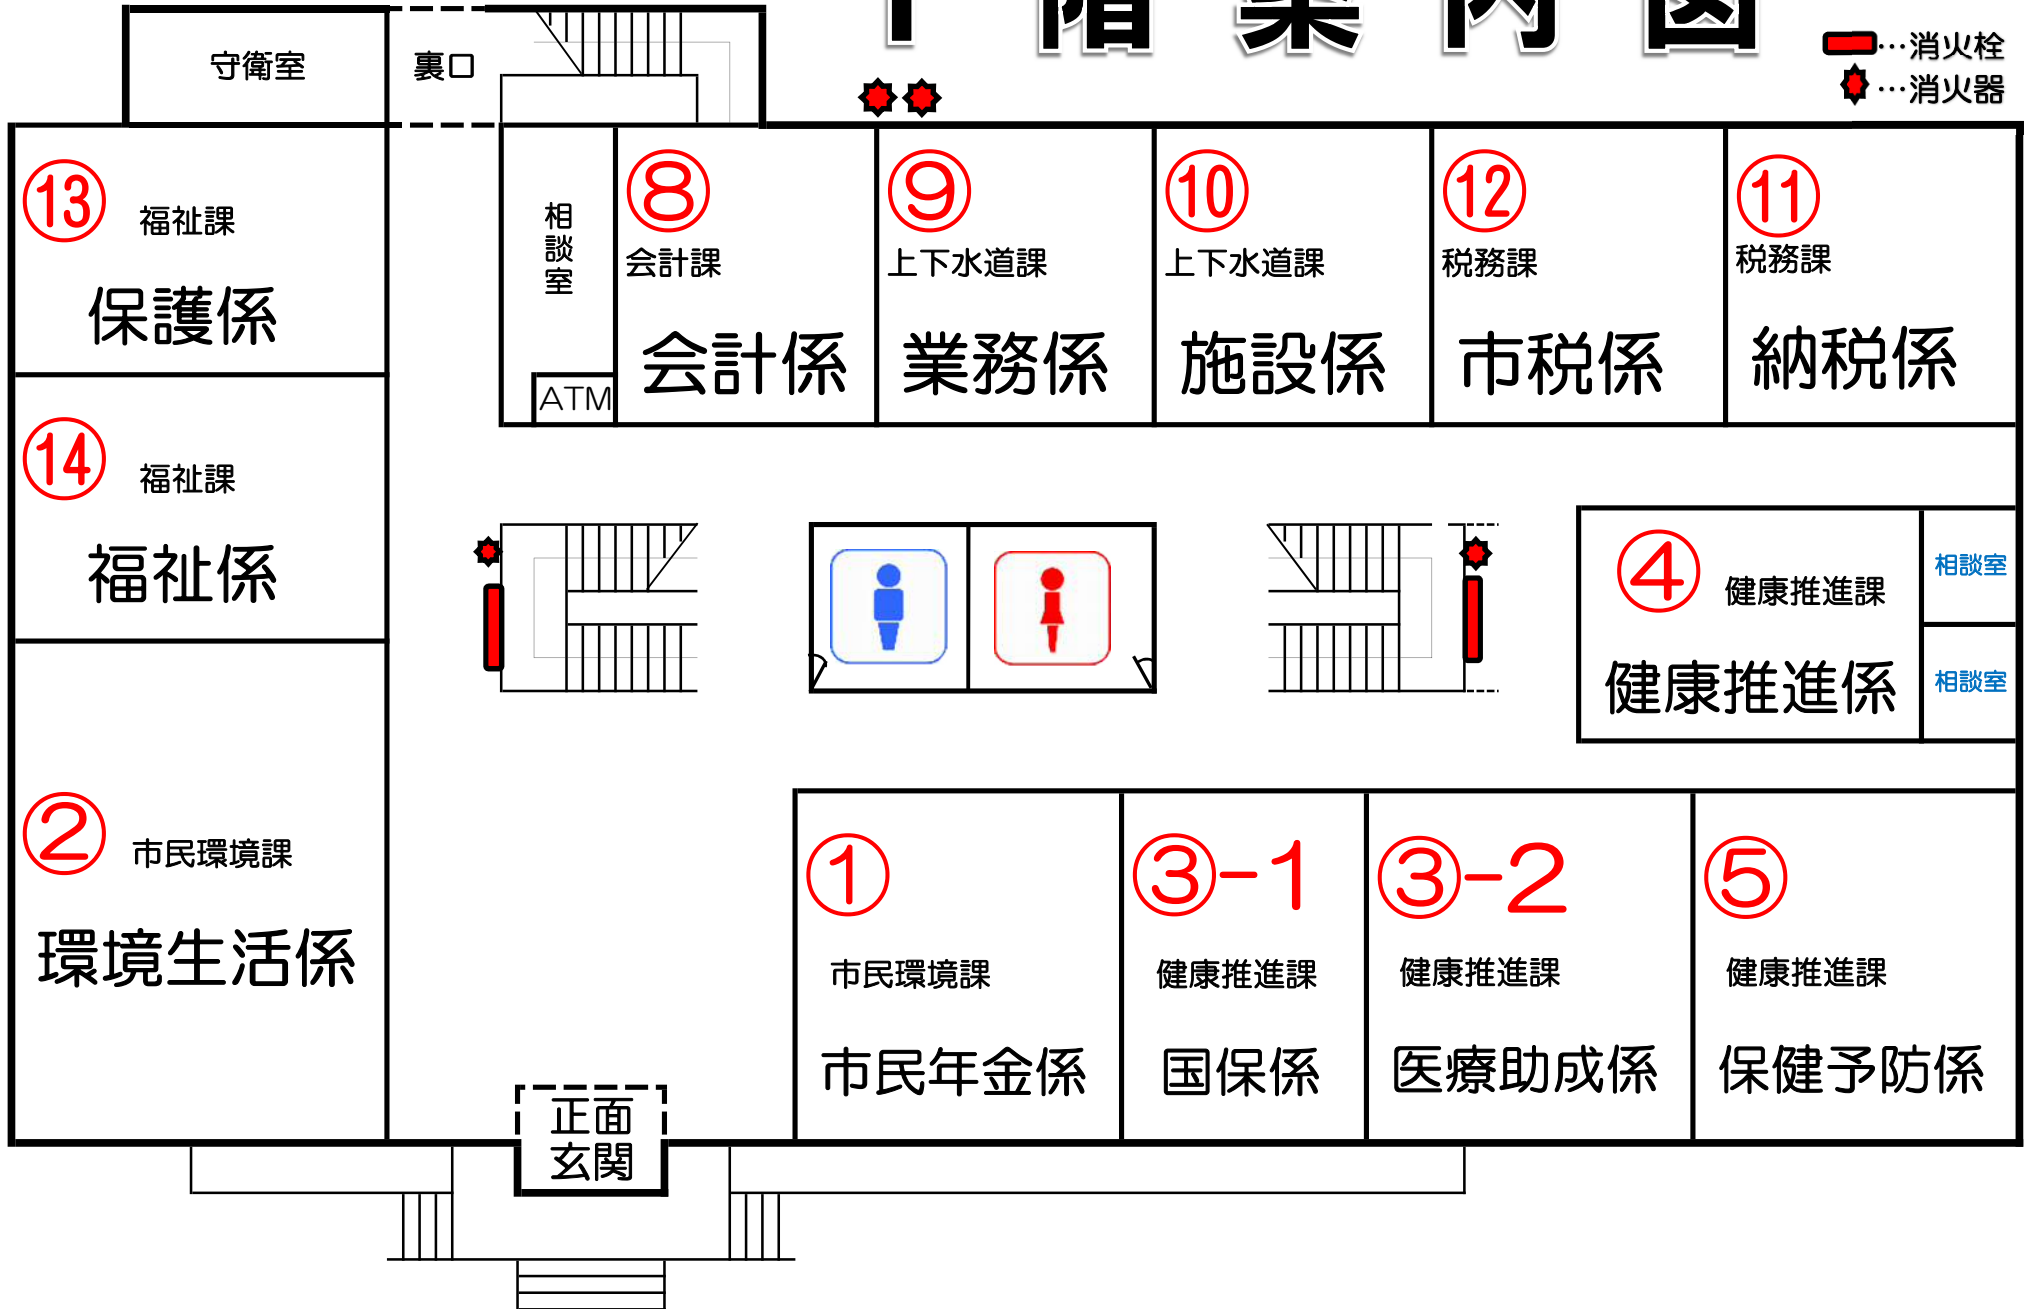 階案内図
…消火栓
…消火器
守衛室
裏口
⑬
福祉課
保護係
相談室
ATM
⑧
会計課
会計係
⑨
上下水道課
業務係
⑩
上下水道課
施設係
⑫
税務課
市税係
⑪
税務課
納税係
⑭
福祉課
福祉係
④
健康推進課
健康推進係
相談室
相談室
②
市民環境課
環境生活係
①
市民環境課
市民年金係
③-1
健康推進課
国保係
③-2
健康推進課
医療助成係
⑤
健康推進課
保健予防係
正面
玄関